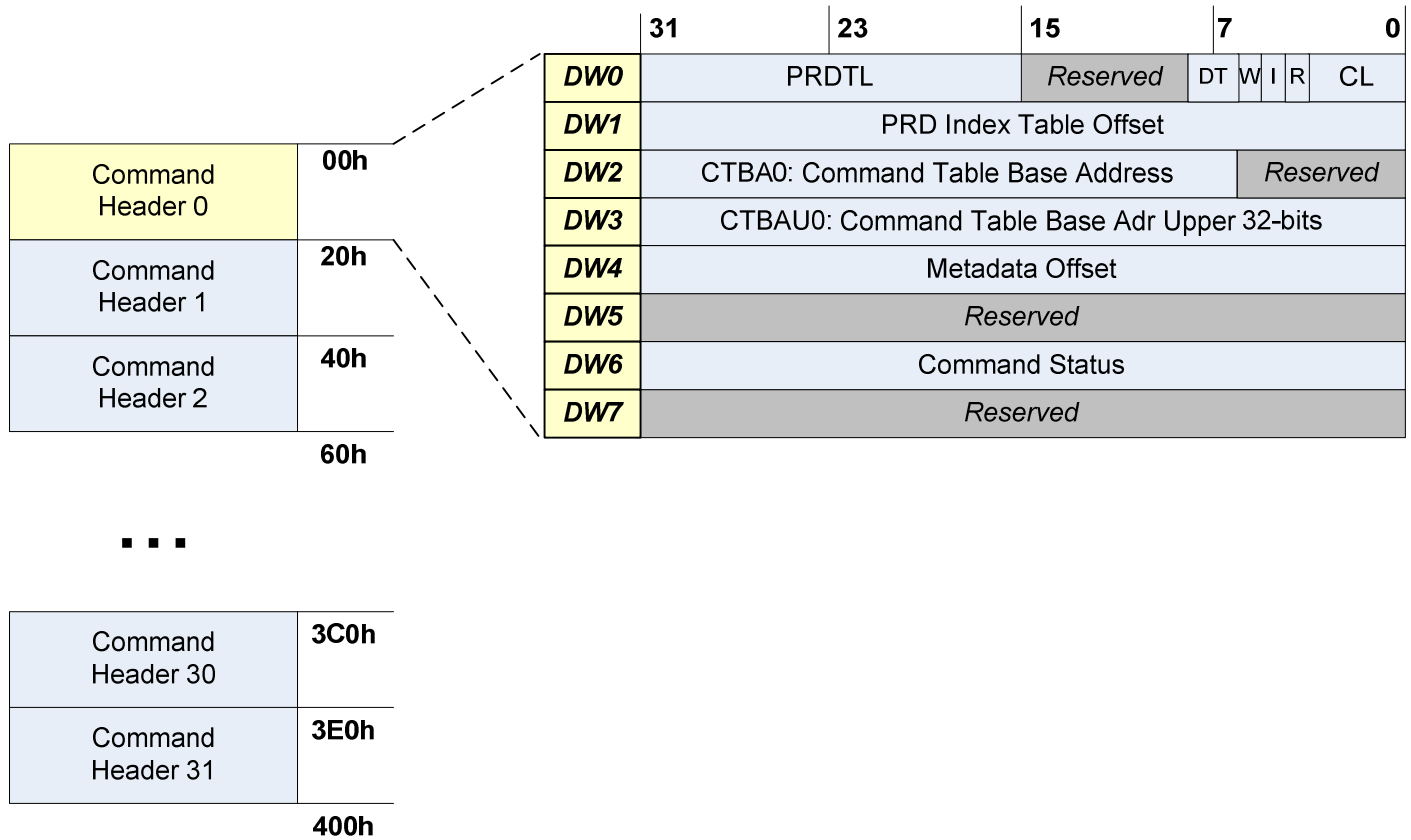 31 23 15 7 0
DW0 PRDTL Reserved DT W I R CL
DW1 PRD Index Table Offset
DW2 CTBA0: Command Table Base Address Reserved
DW3 CTBAU0: Command Table Base Adr Upper 32-bits
DW4 Metadata Offset
DW5 Reserved
DW6 Command Status
DW7 Reserved
Command
Header 0
00h
Command
Header 1
20h
Command
Header 2
40h
60h
...
Command
Header 30
3C0h
Command
Header 31
3E0h
400h